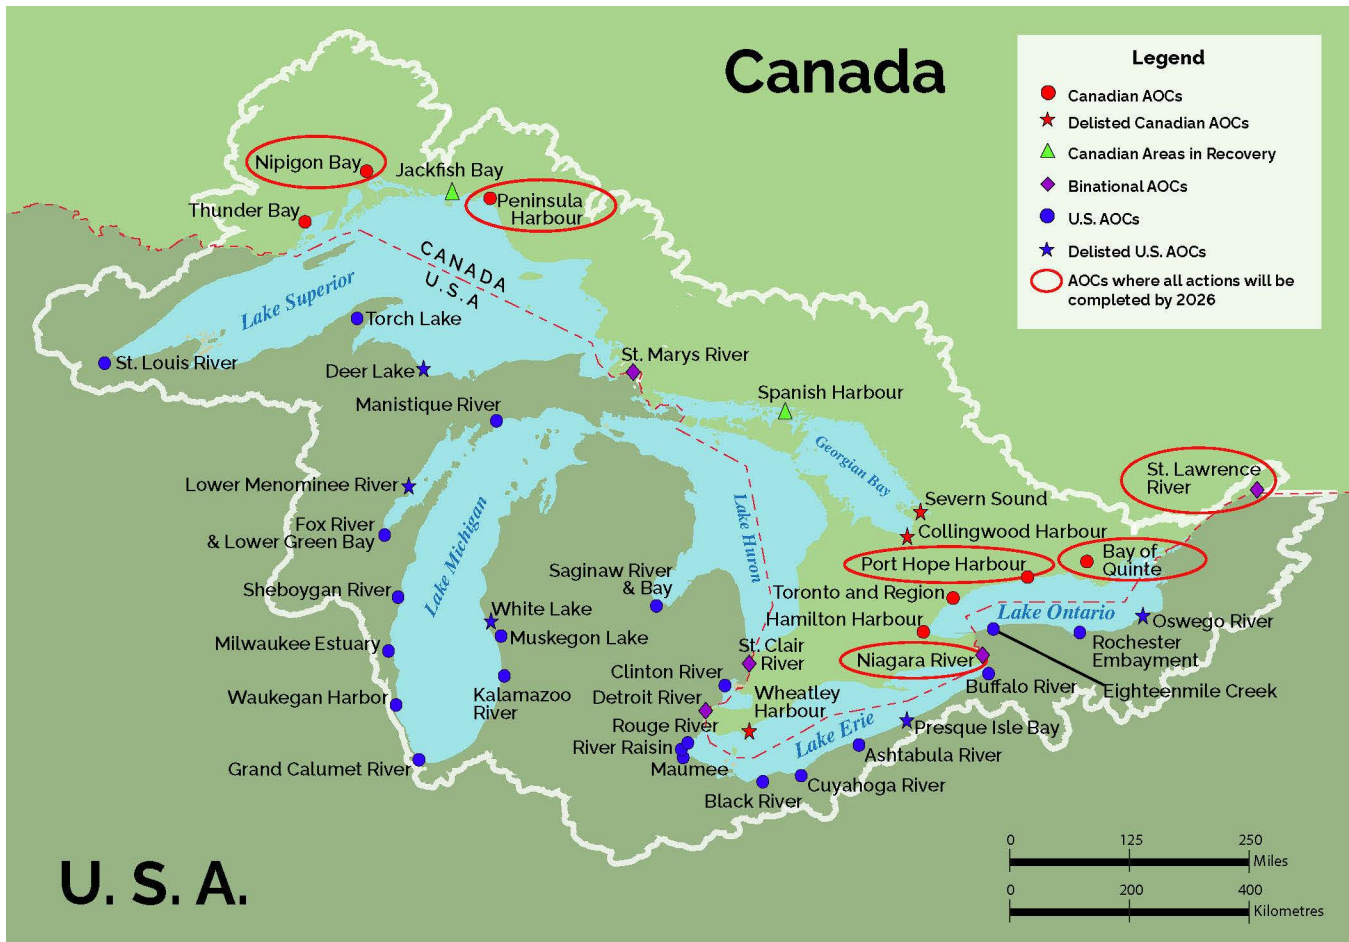 Canada
Legend
Canadian AOCs
Delisted Canadian AOCs
Canadian Areas in Recovery
Binational AOCs
U.S. AOCs
Delisted U.S. AOCs
AOCs where all actions will be
completed by 2026
Nipigon Bay
Jackfish Bay
Peninsula
Harbour
Thunder Bay
CANADA
U.S.A
Lake Superior
Torch Lake
St. Louis River
Deer Lake
St. Marys River
Manistique River
Spanish Harbour
Georgian Bay
St. Lawrence
River
Lower Menominee River
Severn Sound
Fox River
& Lower Green Bay
Lake Michigan
Lake Huron
Collingwood Harbour
Port Hope Harbour
Bay of
Quinte
Saginaw River
& Bay
Sheboygan River
Toronto and Region
White Lake
Lake Ontario
Hamilton Harbour
Oswego River
Muskegon Lake
Milwaukee Estuary
St. Clair
River
Niagara River
Rochester
Embayment
Clinton River
Buffalo River
Eighteenmile Creek
Waukegan Harbor
Kalamazoo
River
Detroit River
Wheatley
Harbour
Rouge River
Lake Erie
Presque Isle Bay
River Raisin
Ashtabula River
Grand Calumet River
Maumee
Cuyahoga River
Black River
U. S. A.
0 125 250
Miles
0 200 400
Kilometres